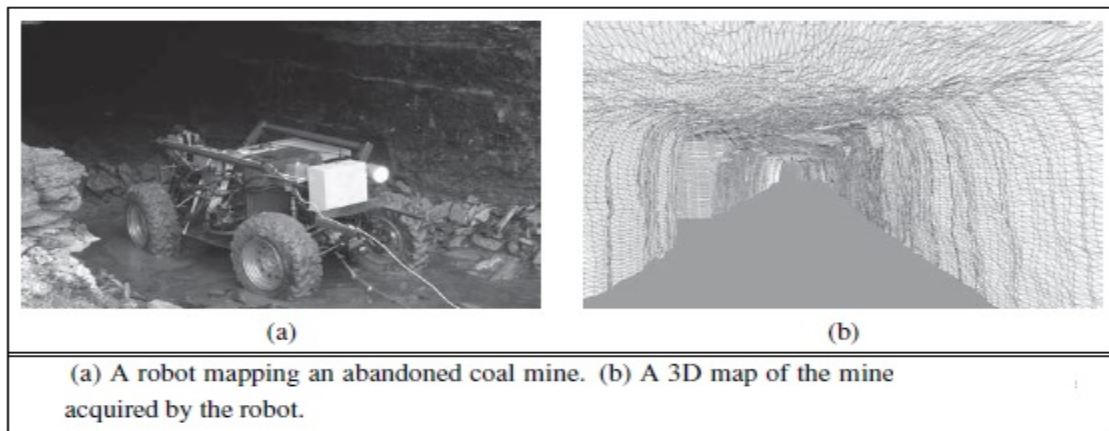 (a)
(b)
(a) A robot mapping an abandoned coal mine. (b) A 3D map of the mine
acquired by the robot.